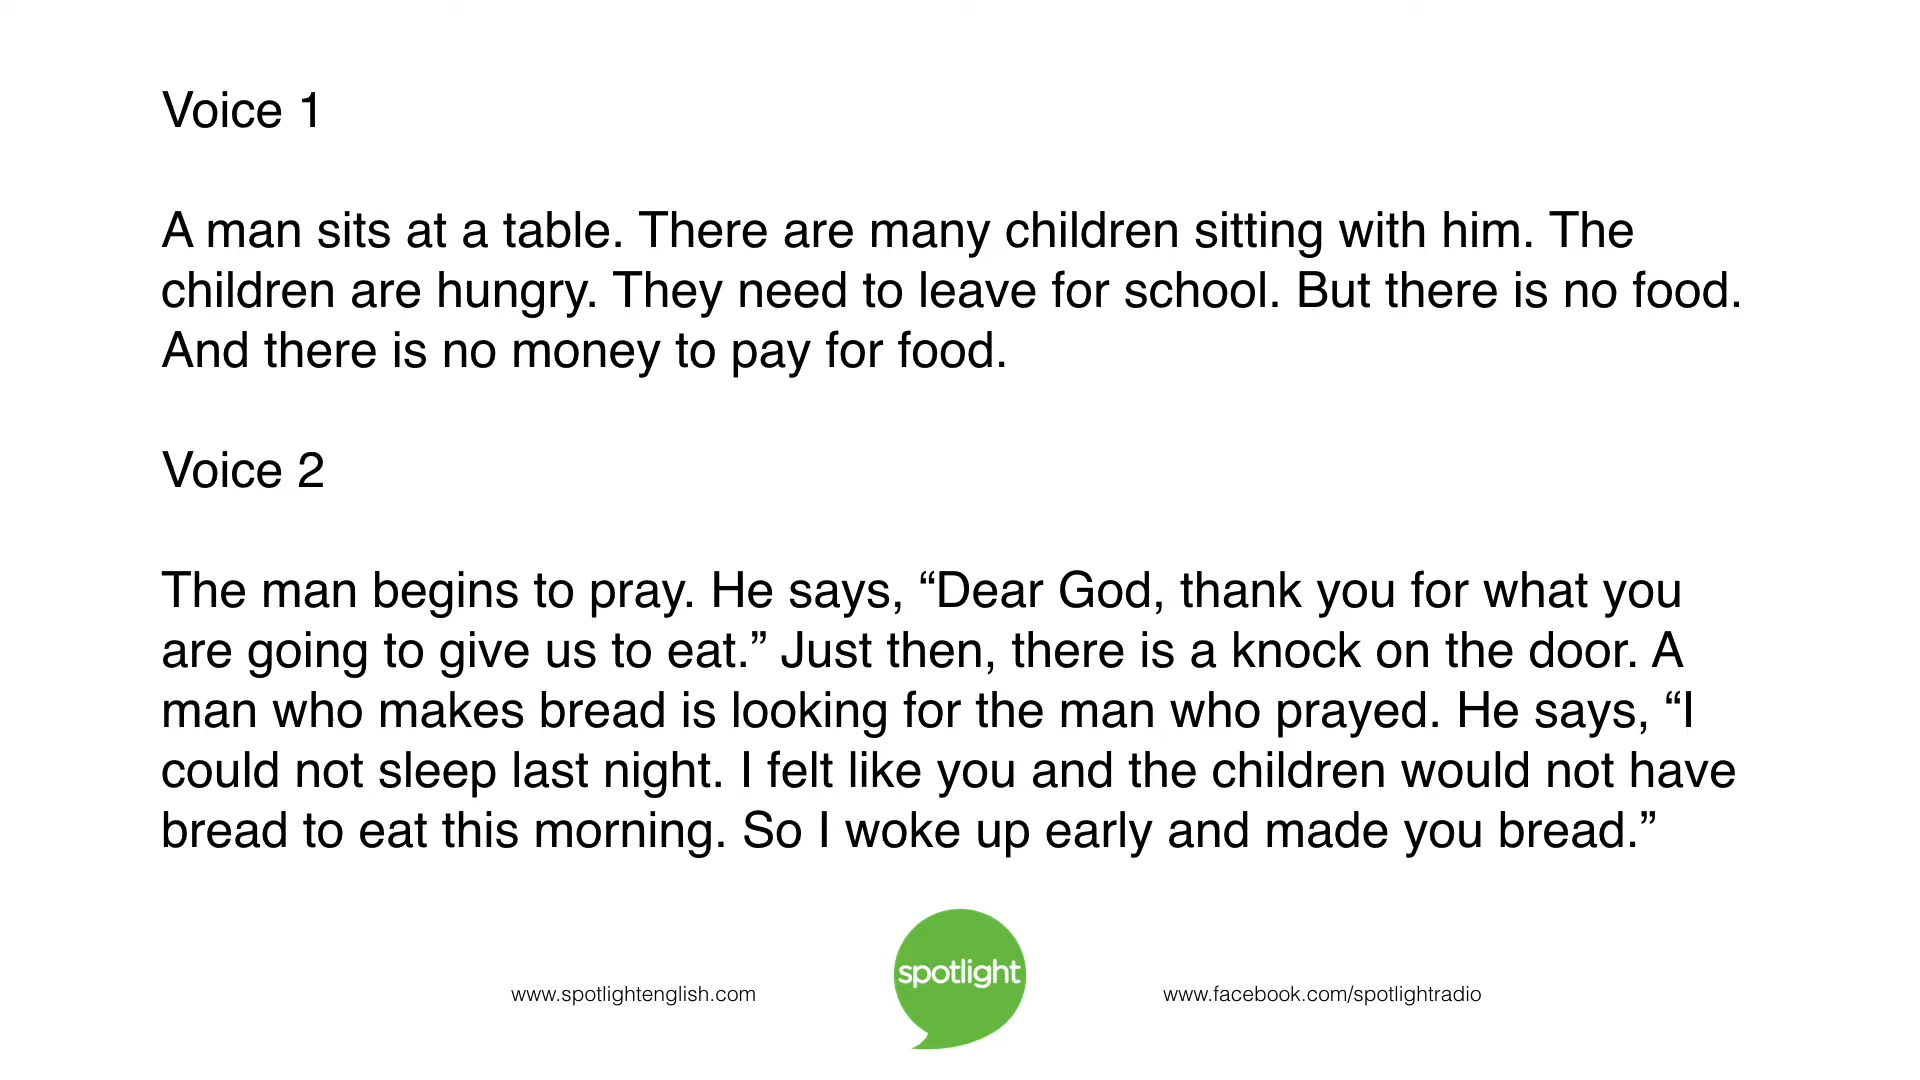 Voice 1
A man sits at a table. There are many children sitting with him. The
children are hungry. They need to leave for school. But there is no food.
And there is no money to pay for food.
Voice 2
The man begins to pray. He says, “Dear God, thank you for what you
are going to give us to eat.” Just then, there is a knock on the door. A
man who makes bread is looking for the man who prayed. He says, “I
could not sleep last night. I felt like you and the children would not have
bread to eat this morning. So I woke up early and made you bread.”
spotlight
www.spotlightenglish.com
www.facebook.com/spotlightradio